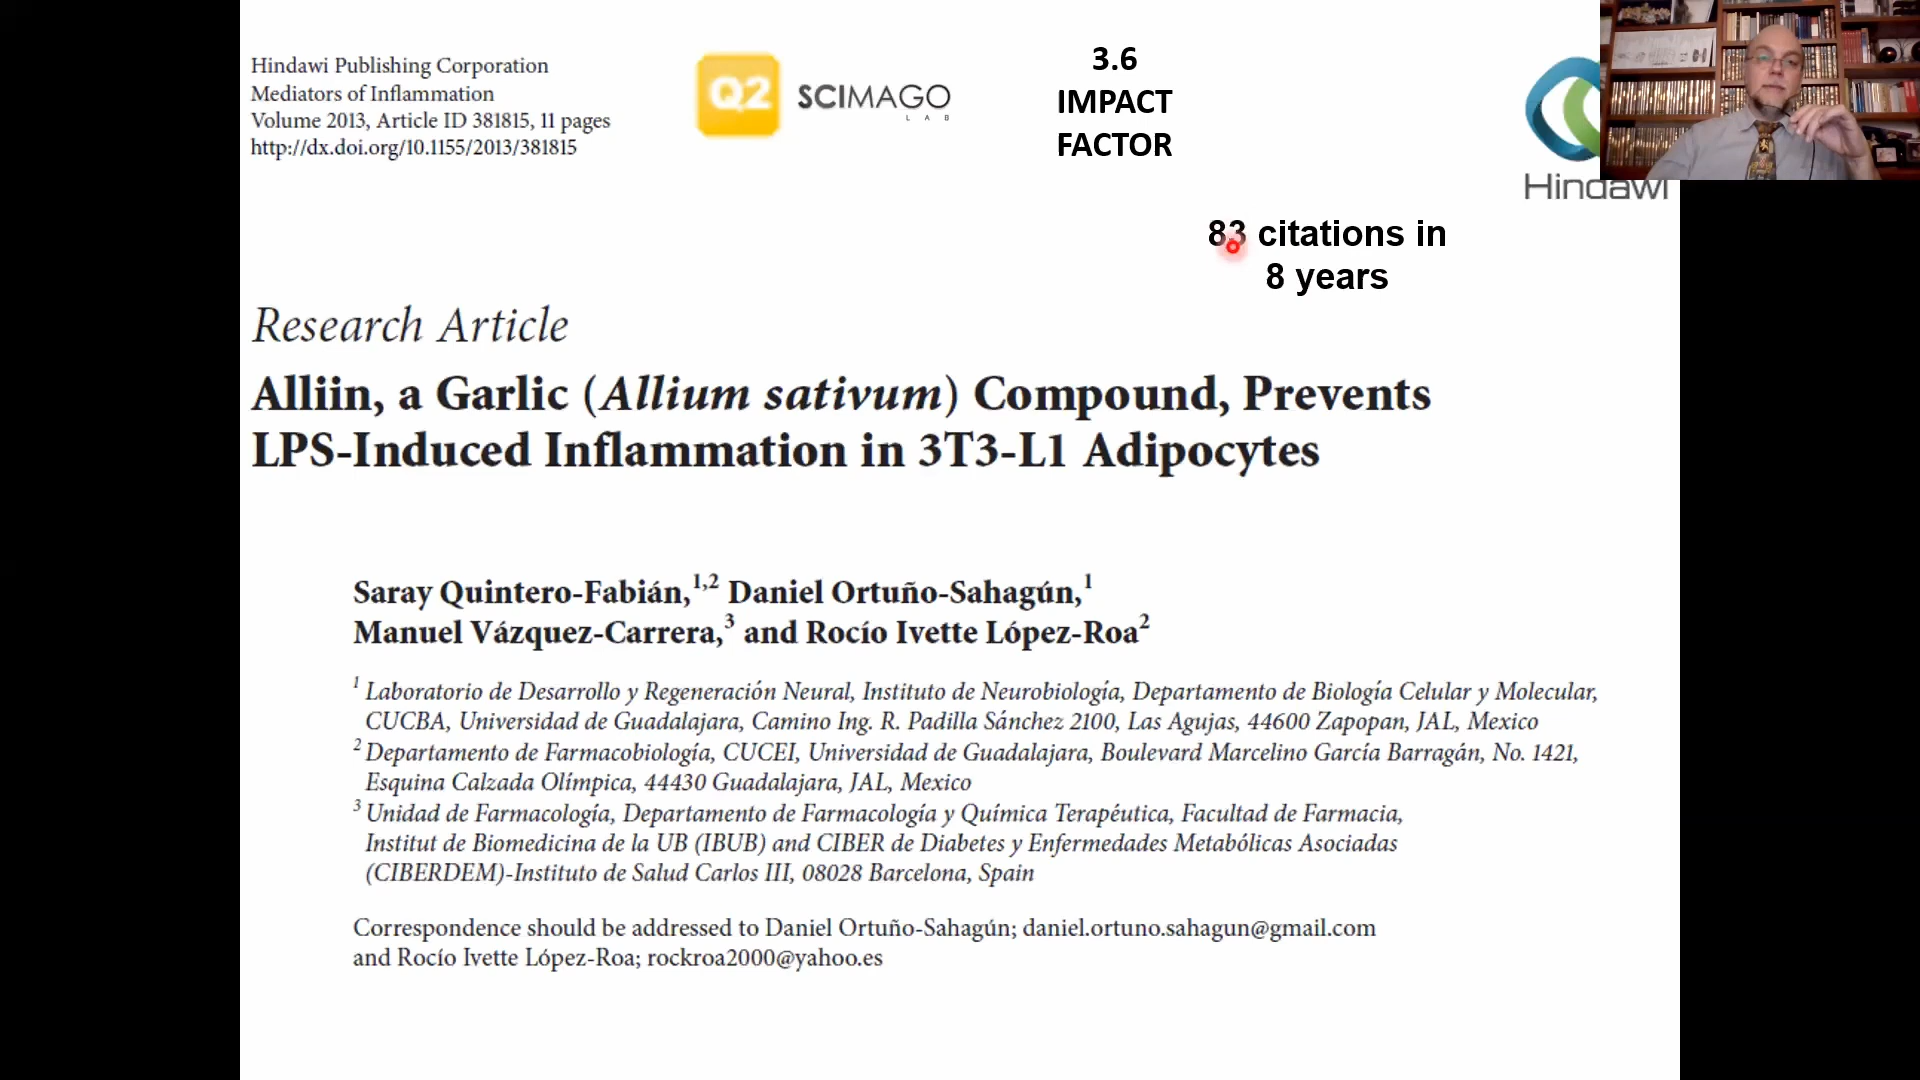 Hindawi Publishing Corporation
Mediators of Inflammation
Volume 2013, Article ID 381815, 11 pages
http://dx.doi.org/10.1155/2013/381815
Q2
SCIMAGO
LAB
3.6
IMPACT
FACTOR
Hindawi
83 citations in
8 years
Research Article
Alliin, a Garlic (Allium sativum) Compound, Prevents
LPS-Induced Inflammation in 3T3-L1 Adipocytes
Saray Quintero-Fabián,1,2 Daniel Ortuño-Sahagún,1
Manuel Vázquez-Carrera,3 and Rocío Ivette López-Roa2
1 Laboratorio de Desarrollo y Regeneración Neural, Instituto de Neurobiología, Departamento de Biología Celular y Molecular,
CUCBA, Universidad de Guadalajara, Camino Ing. R. Padilla Sánchez 2100, Las Agujas, 44600 Zapopan, JAL, Mexico
2 Departamento de Farmacobiología, CUCEI, Universidad de Guadalajara, Boulevard Marcelino García Barragán, No. 1421,
Esquina Calzada Olímpica, 44430 Guadalajara, JAL, Mexico
3 Unidad de Farmacología, Departamento de Farmacología y Química Terapéutica, Facultad de Farmacia,
Institut de Biomedicina de la UB (IBUB) and CIBER de Diabetes y Enfermedades Metabólicas Asociadas
(CIBERDEM)-Instituto de Salud Carlos III, 08028 Barcelona, Spain
Correspondence should be addressed to Daniel Ortuño-Sahagún; daniel.ortuno.sahagun@gmail.com
and Rocío Ivette López-Roa; rockroa2000@yahoo.es